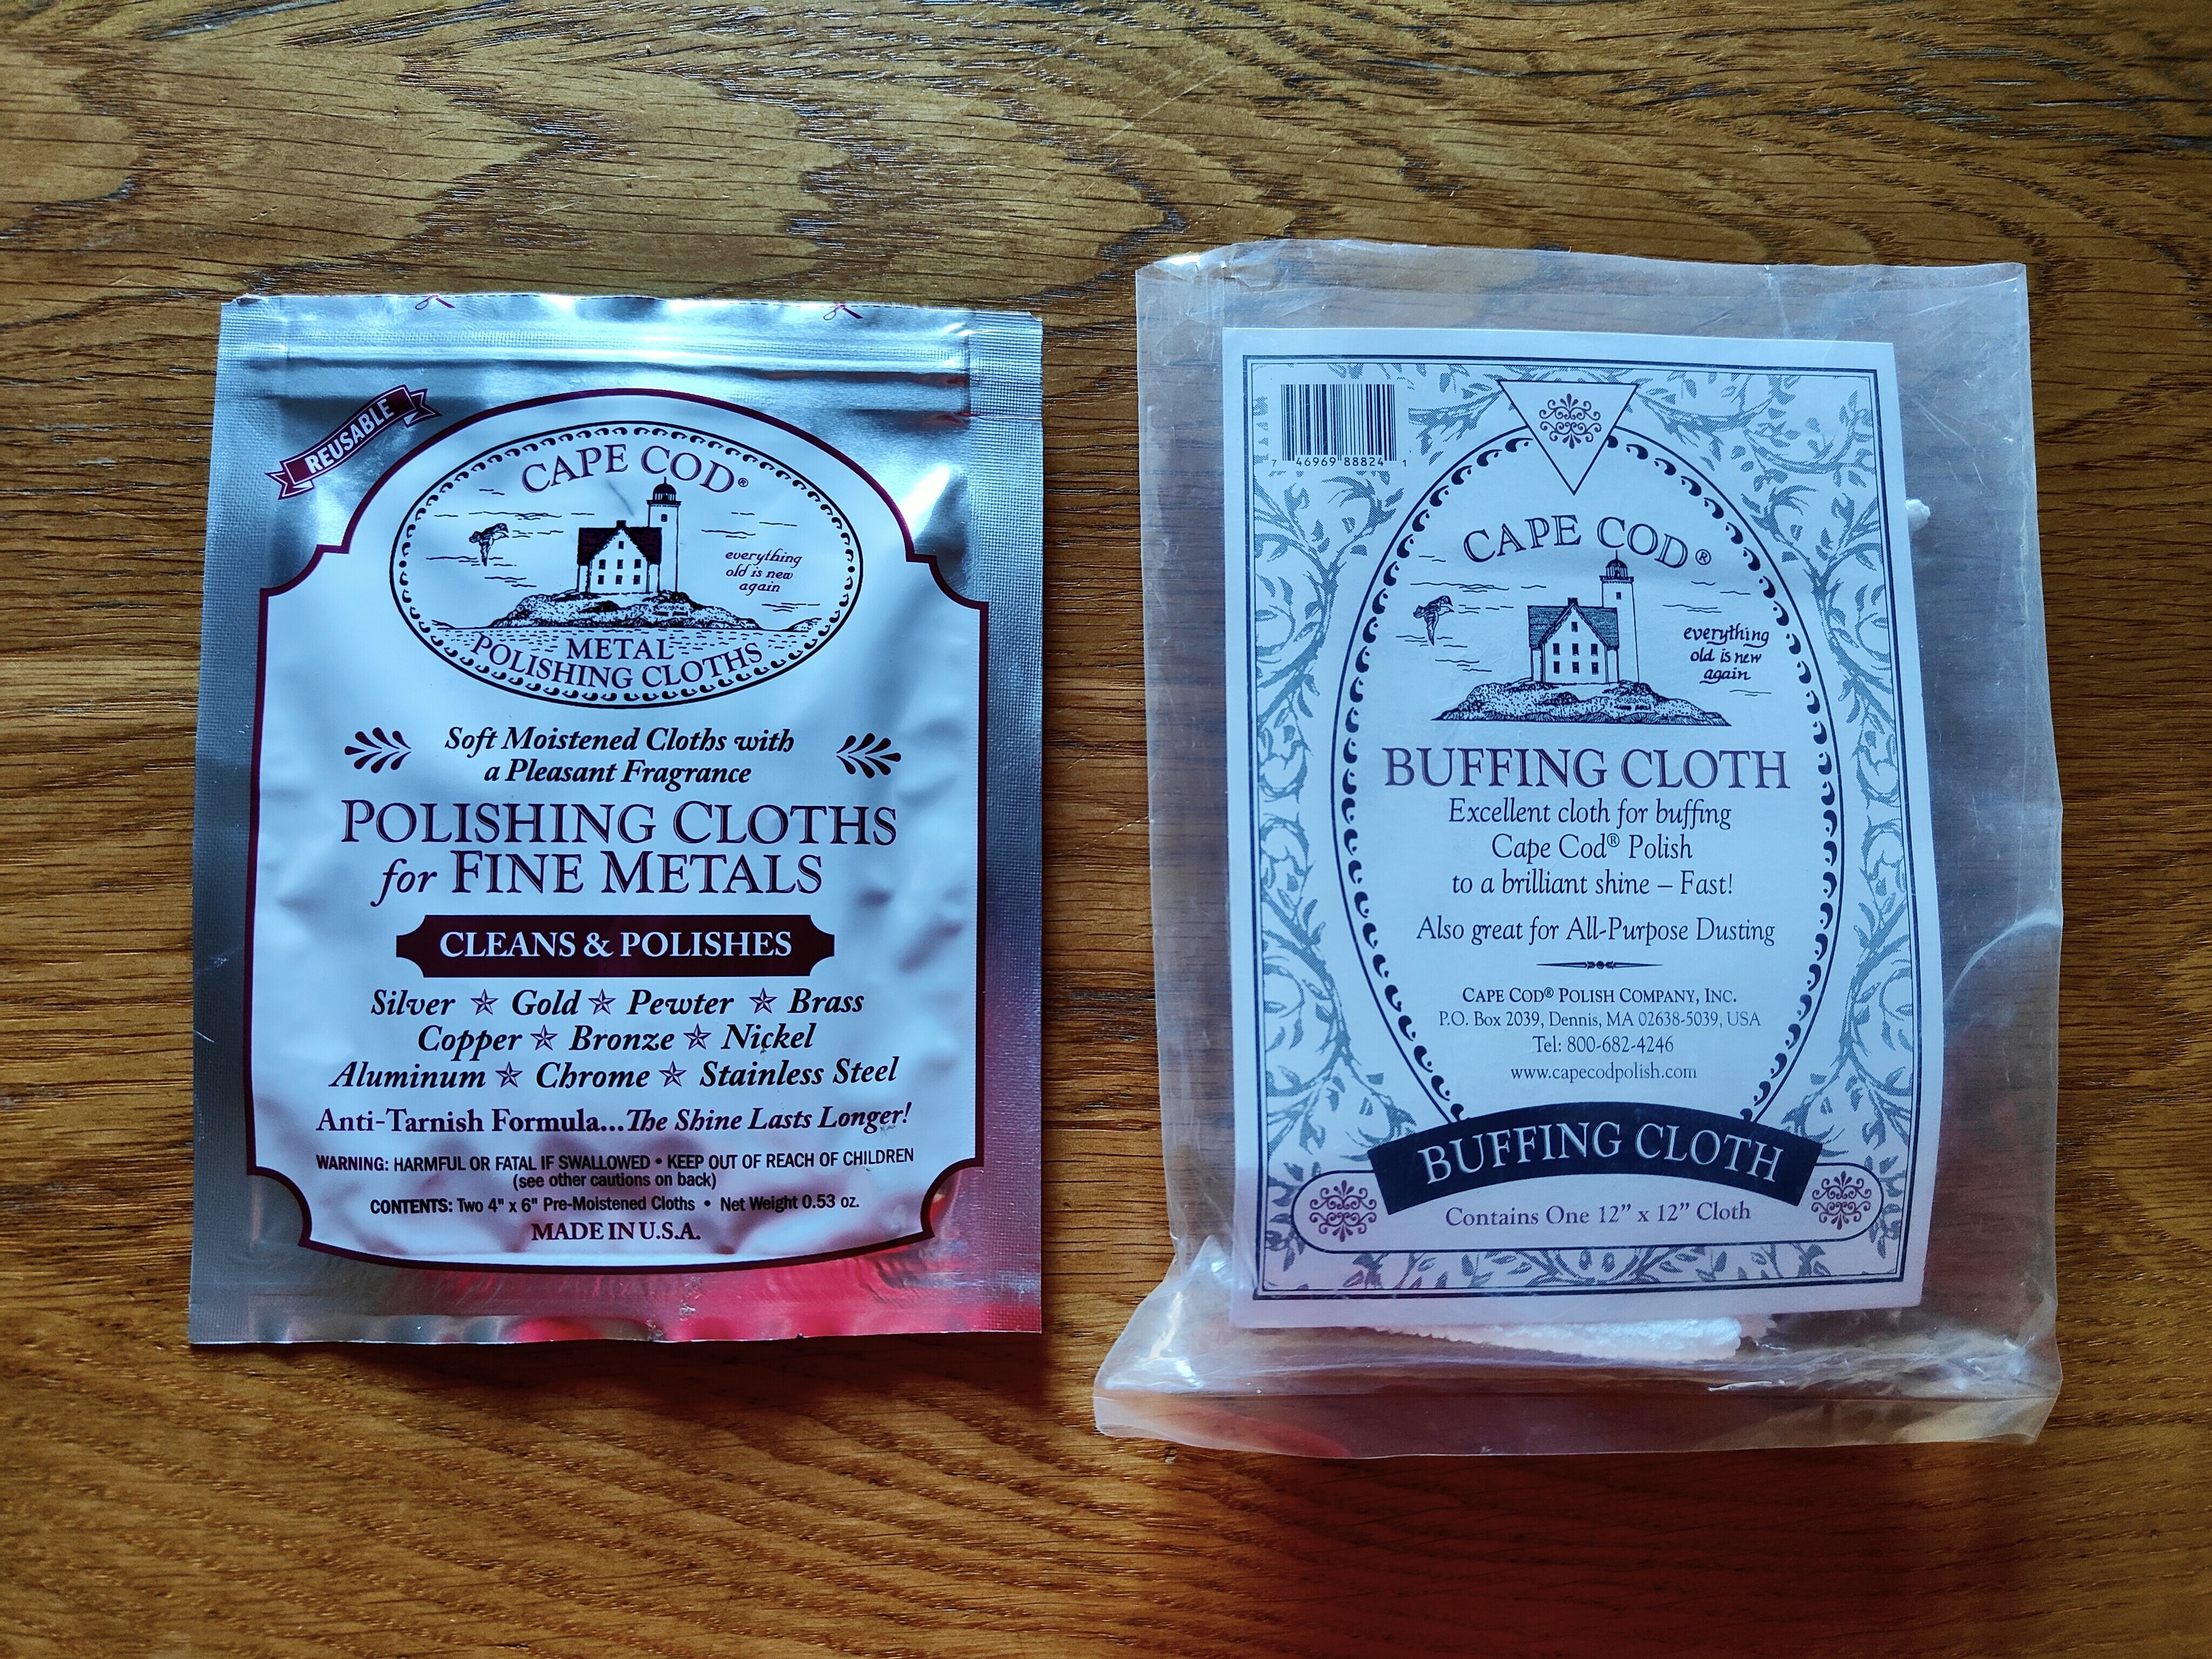 REUSABLE
CAPE COD®
everything
old is new
again
METAL
POLISHING CLOTHS
Soft Moistened Cloths with
a Pleasant Fragrance
POLISHING CLOTHS
for FINE METALS
CLEANS & POLISHES
Silver ☆ Gold ☆ Pewter ☆ Brass
Copper ☆ Bronze ☆ Nickel
Aluminum ☆ Chrome ☆ Stainless Steel
Anti-Tarnish Formula...The Shine Lasts Longer!
WARNING: HARMFUL OR FATAL IF SWALLOWED • KEEP OUT OF REACH OF CHILDREN
(see other cautions on back)
CONTENTS: Two 4" x 6" Pre-Moistened Cloths • Net Weight 0.53 oz.
MADE IN U.S.A.
7 46969 88824 1
CAPE COD®
everything
old is new
again
BUFFING CLOTH
Excellent cloth for buffing
Cape Cod® Polish
to a brilliant shine – Fast!
Also great for All-Purpose Dusting
CAPE COD® POLISH COMPANY, INC.
P.O. Box 2039, Dennis, MA 02638-5039, USA
Tel: 800-682-4246
www.capecodpolish.com
BUFFING CLOTH
Contains One 12” x 12” Cloth